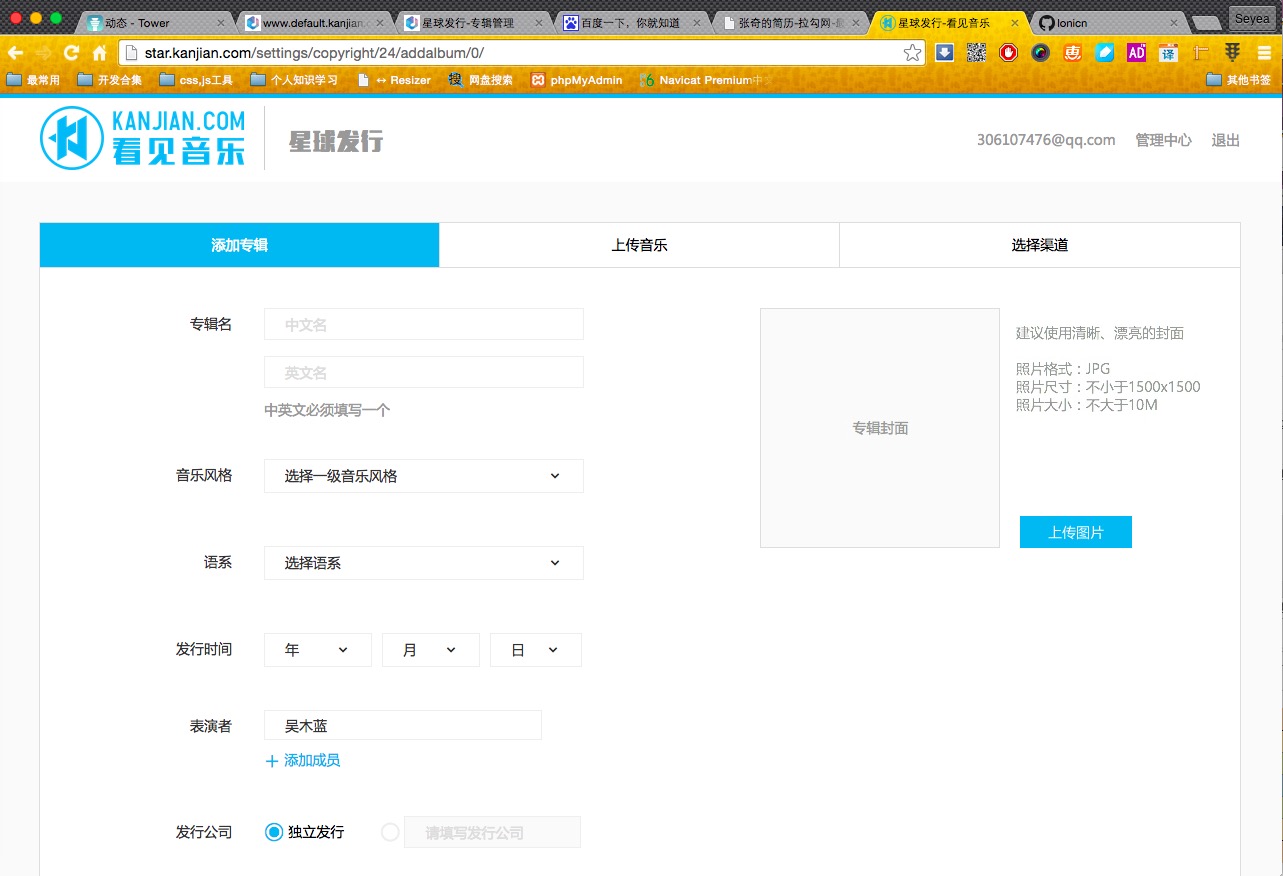 动态 - Tower
www.default.kanjian.
星球发行-专辑管理
百度一下，你就知道
张奇的简历-拉勾网-
星球发行-看见音乐
Ionicn
Seyea
star.kanjian.com/settings/copyright/24/addalbum/0/
AD
译
最常用
开发合集
css,js工具
个人知识学习
↔ Resizer
搜 网盘搜索
phpMyAdmin
Navicat Premium中文
其他书签
KANJIAN.COM
看见音乐
星球发行
306107476@qq.com 管理中心 退出
添加专辑 上传音乐 选择渠道
专辑名 中文名
英文名
中英文必须填写一个
音乐风格 选择一级音乐风格
语系 选择语系
发行时间 年 月 日
表演者 吴木蓝
+ 添加成员
发行公司 独立发行 请填写发行公司
专辑封面
建议使用清晰、漂亮的封面
照片格式：JPG
照片尺寸：不小于1500x1500
照片大小：不大于10M
上传图片